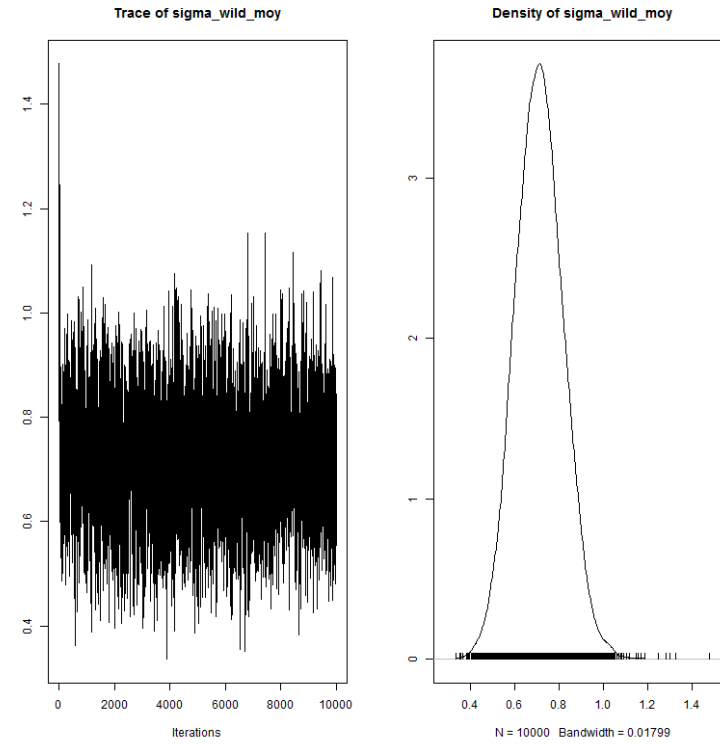 Trace of sigma_wild_moy
1.4
1.2
1.0
0.8
0.6
0.4
0 2000 4000 6000 8000 10000
Iterations
Density of sigma_wild_moy
3
2
1
0
0.4 0.6 0.8 1.0 1.2 1.4
N = 10000 Bandwidth = 0.01799